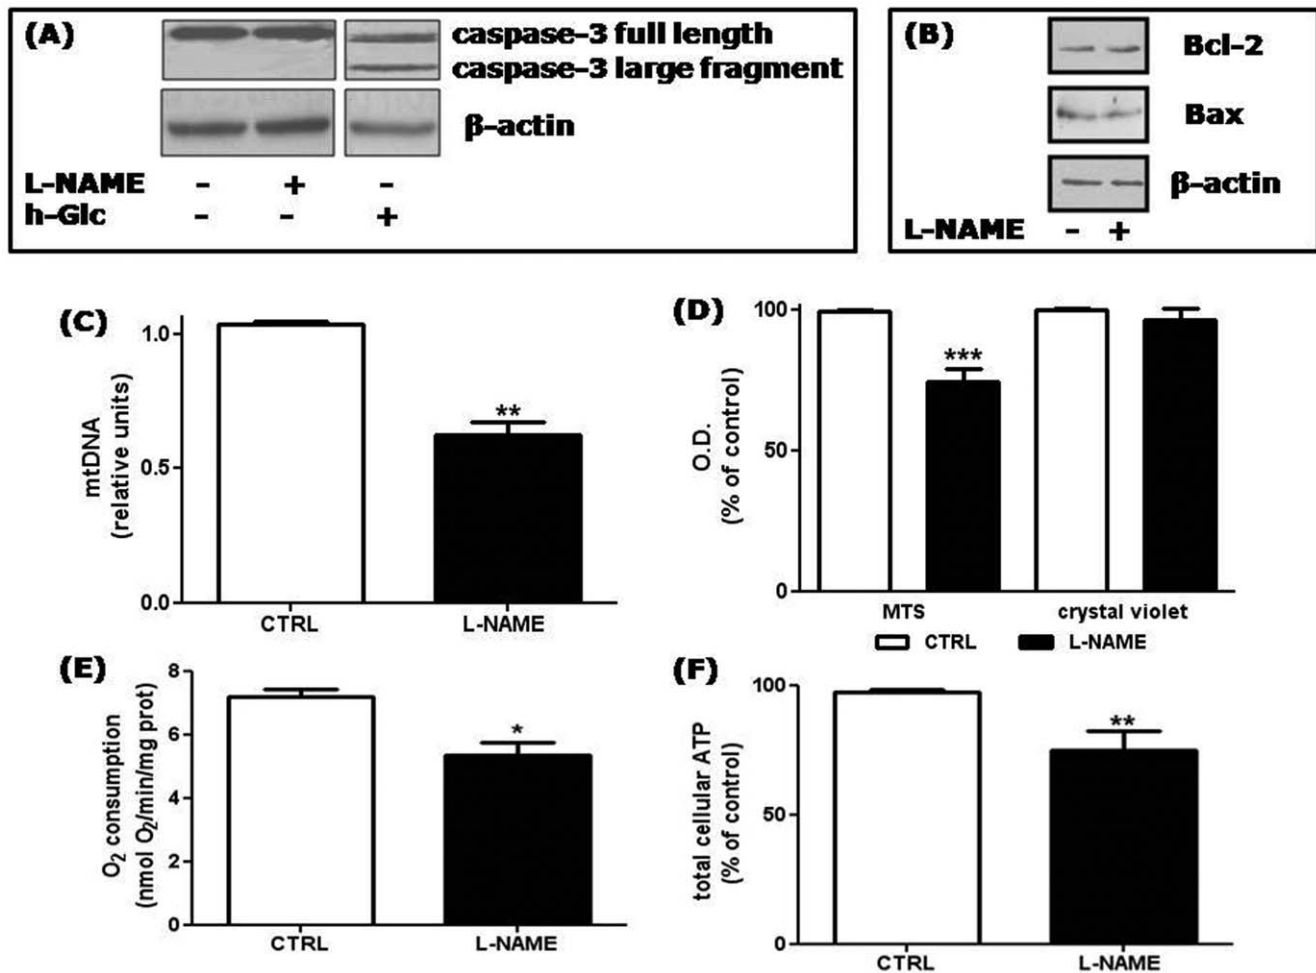 (A)
caspase-3 full length
caspase-3 large fragment
β-actin
L-NAME - + -
h-Glc - - +
(B)
Bcl-2
Bax
β-actin
L-NAME - +
(C)
mtDNA
(relative units)
1.0
0.5
0.0
**
CTRL L-NAME
(D)
O.D.
(% of control)
100
50
0
***
MTS crystal violet
CTRL L-NAME
(E)
O₂ consumption
(nmol O₂/min/mg prot)
8
6
4
2
0
*
CTRL L-NAME
(F)
total cellular ATP
(% of control)
100
50
0
**
CTRL L-NAME